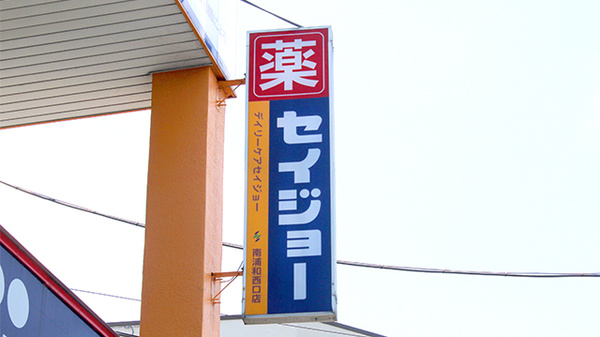 薬
セイジョー
デイリーケアセイジョー
南浦和西口店